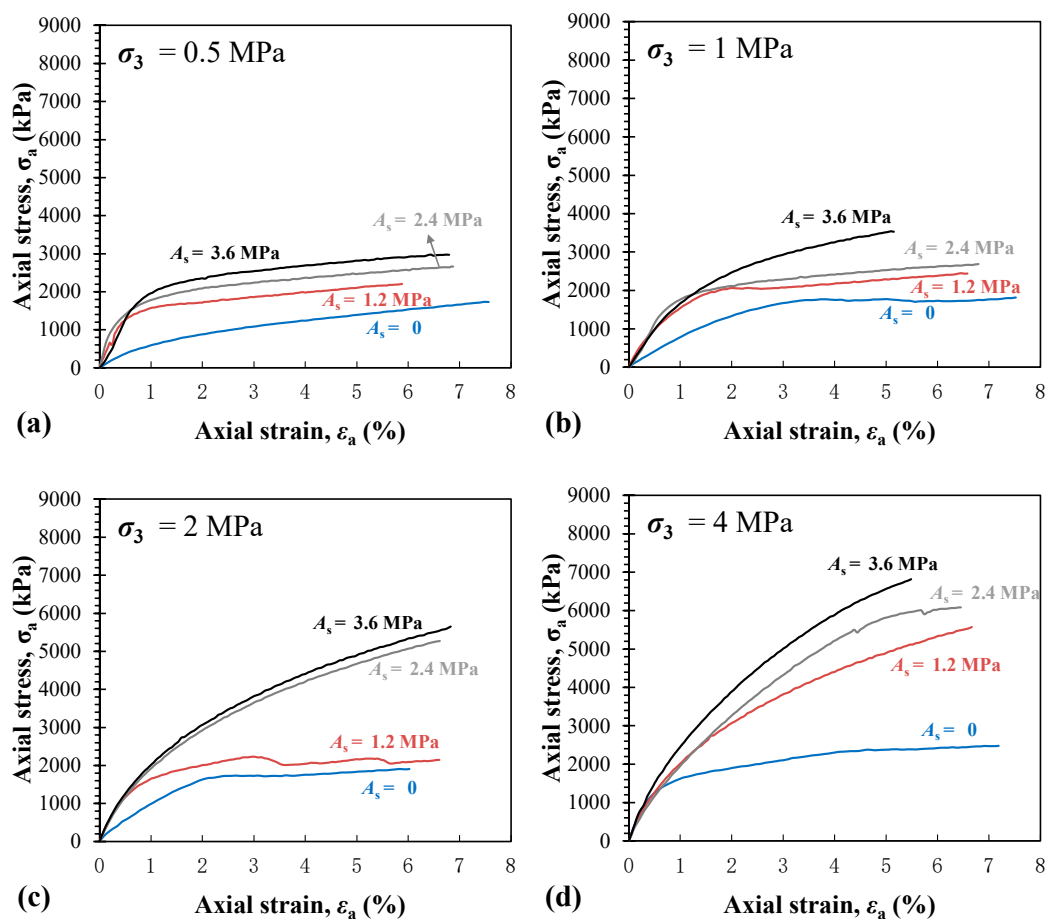 σ₃ = 0.5 MPa
Axial stress, σₐ (kPa)
9000
8000
7000
6000
5000
4000
3000
2000
1000
0
Aₛ = 2.4 MPa
Aₛ = 3.6 MPa
Aₛ = 1.2 MPa
Aₛ = 0
0 1 2 3 4 5 6 7 8
(a) Axial strain, εₐ (%)
σ₃ = 1 MPa
Axial stress, σₐ (kPa)
9000
8000
7000
6000
5000
4000
3000
2000
1000
0
Aₛ = 3.6 MPa
Aₛ = 2.4 MPa
Aₛ = 1.2 MPa
Aₛ = 0
0 1 2 3 4 5 6 7 8
(b) Axial strain, εₐ (%)
σ₃ = 2 MPa
Axial stress, σₐ (kPa)
9000
8000
7000
6000
5000
4000
3000
2000
1000
0
Aₛ = 3.6 MPa
Aₛ = 2.4 MPa
Aₛ = 1.2 MPa
Aₛ = 0
0 1 2 3 4 5 6 7 8
(c) Axial strain, εₐ (%)
σ₃ = 4 MPa
Axial stress, σₐ (kPa)
9000
8000
7000
6000
5000
4000
3000
2000
1000
0
Aₛ = 3.6 MPa
Aₛ = 2.4 MPa
Aₛ = 1.2 MPa
Aₛ = 0
0 1 2 3 4 5 6 7 8
(d) Axial strain, εₐ (%)